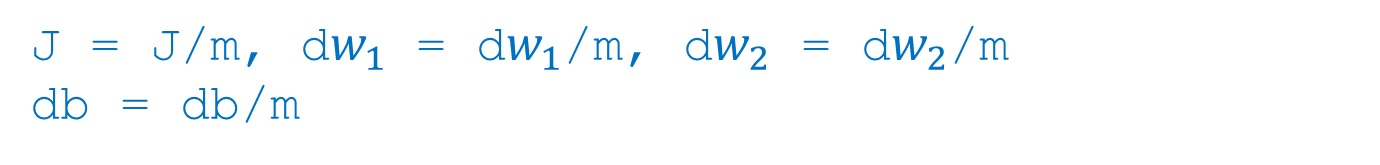 J = J/m, dw₁ = dw₁/m, dw₂ = dw₂/m
db = db/m